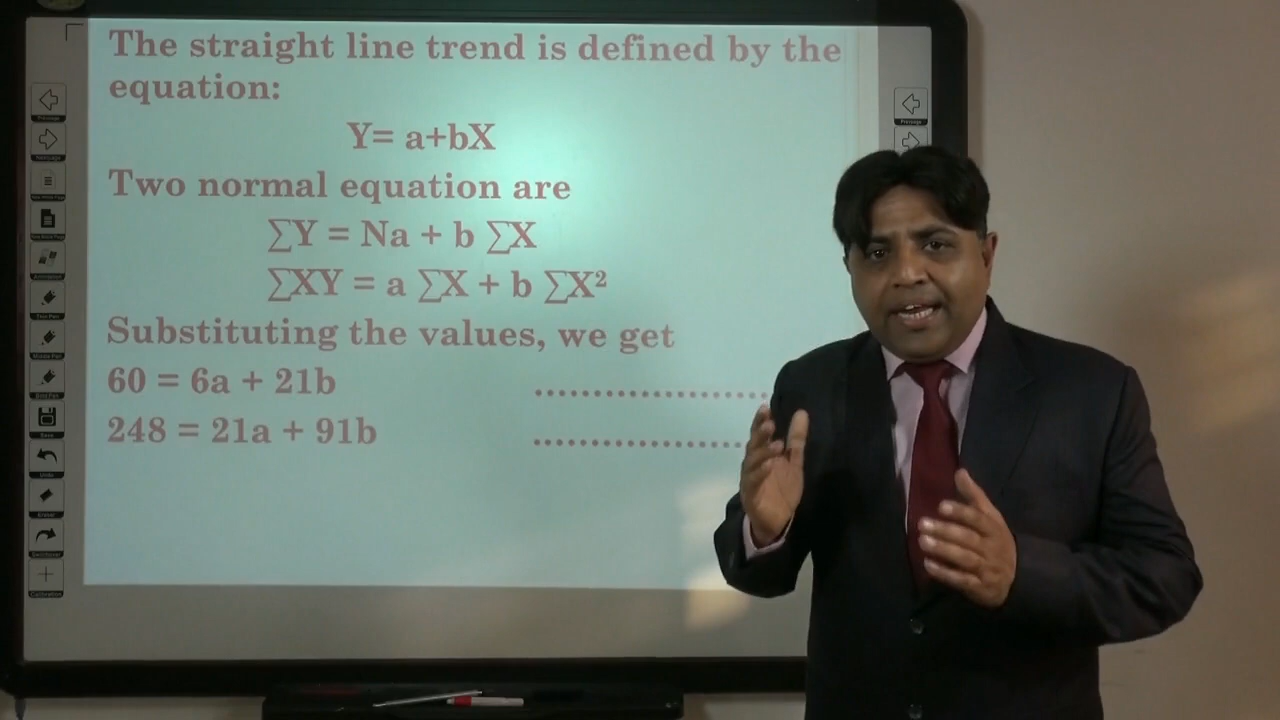 The straight line trend is defined by the
equation:
Y= a+bX
Two normal equation are
∑Y = Na + b ∑X
∑XY = a ∑X + b ∑X²
Substituting the values, we get
60 = 6a + 21b ........................
248 = 21a + 91b .....................